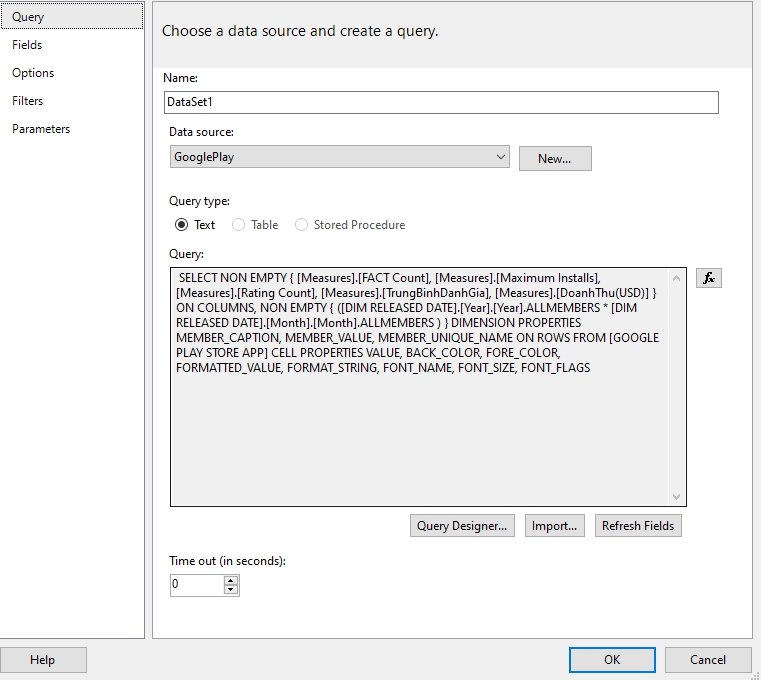 Query
Fields
Options
Filters
Parameters
Choose a data source and create a query.
Name:
DataSet1
Data source:
GooglePlay
New...
Query type:
Text
Table
Stored Procedure
Query:
SELECT NON EMPTY { [Measures].[FACT Count], [Measures].[Maximum Installs],
[Measures].[Rating Count], [Measures].[TrungBinhDanhGia], [Measures].[DoanhThu(USD)] }
ON COLUMNS, NON EMPTY { ([DIM RELEASED DATE].[Year].[Year].ALLMEMBERS * [DIM
RELEASED DATE].[Month].[Month].ALLMEMBERS ) } DIMENSION PROPERTIES
MEMBER_CAPTION, MEMBER_VALUE, MEMBER_UNIQUE_NAME ON ROWS FROM [GOOGLE
PLAY STORE APP] CELL PROPERTIES VALUE, BACK_COLOR, FORE_COLOR,
FORMATTED_VALUE, FORMAT_STRING, FONT_NAME, FONT_SIZE, FONT_FLAGS
fx
Query Designer...
Import...
Refresh Fields
Time out (in seconds):
0
Help
OK
Cancel